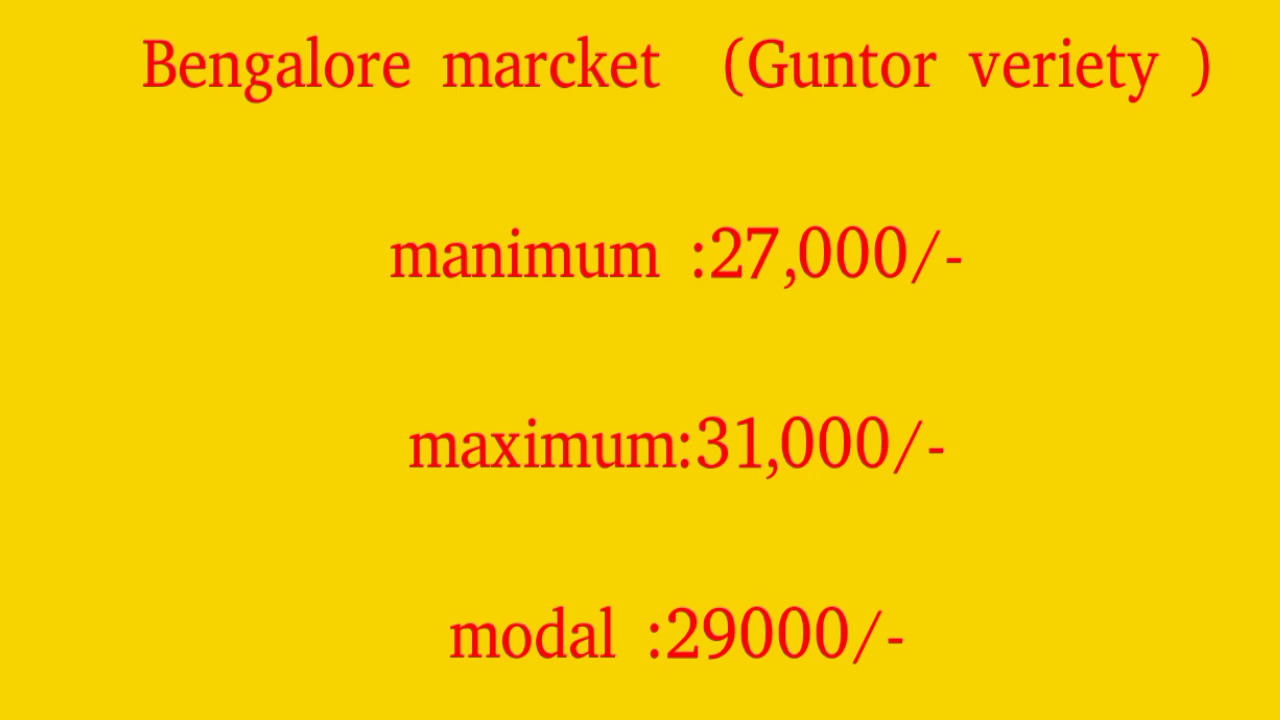 Bengalore marcket (Guntor veriety )
manimum :27,000/-
maximum:31,000/-
modal :29000/-